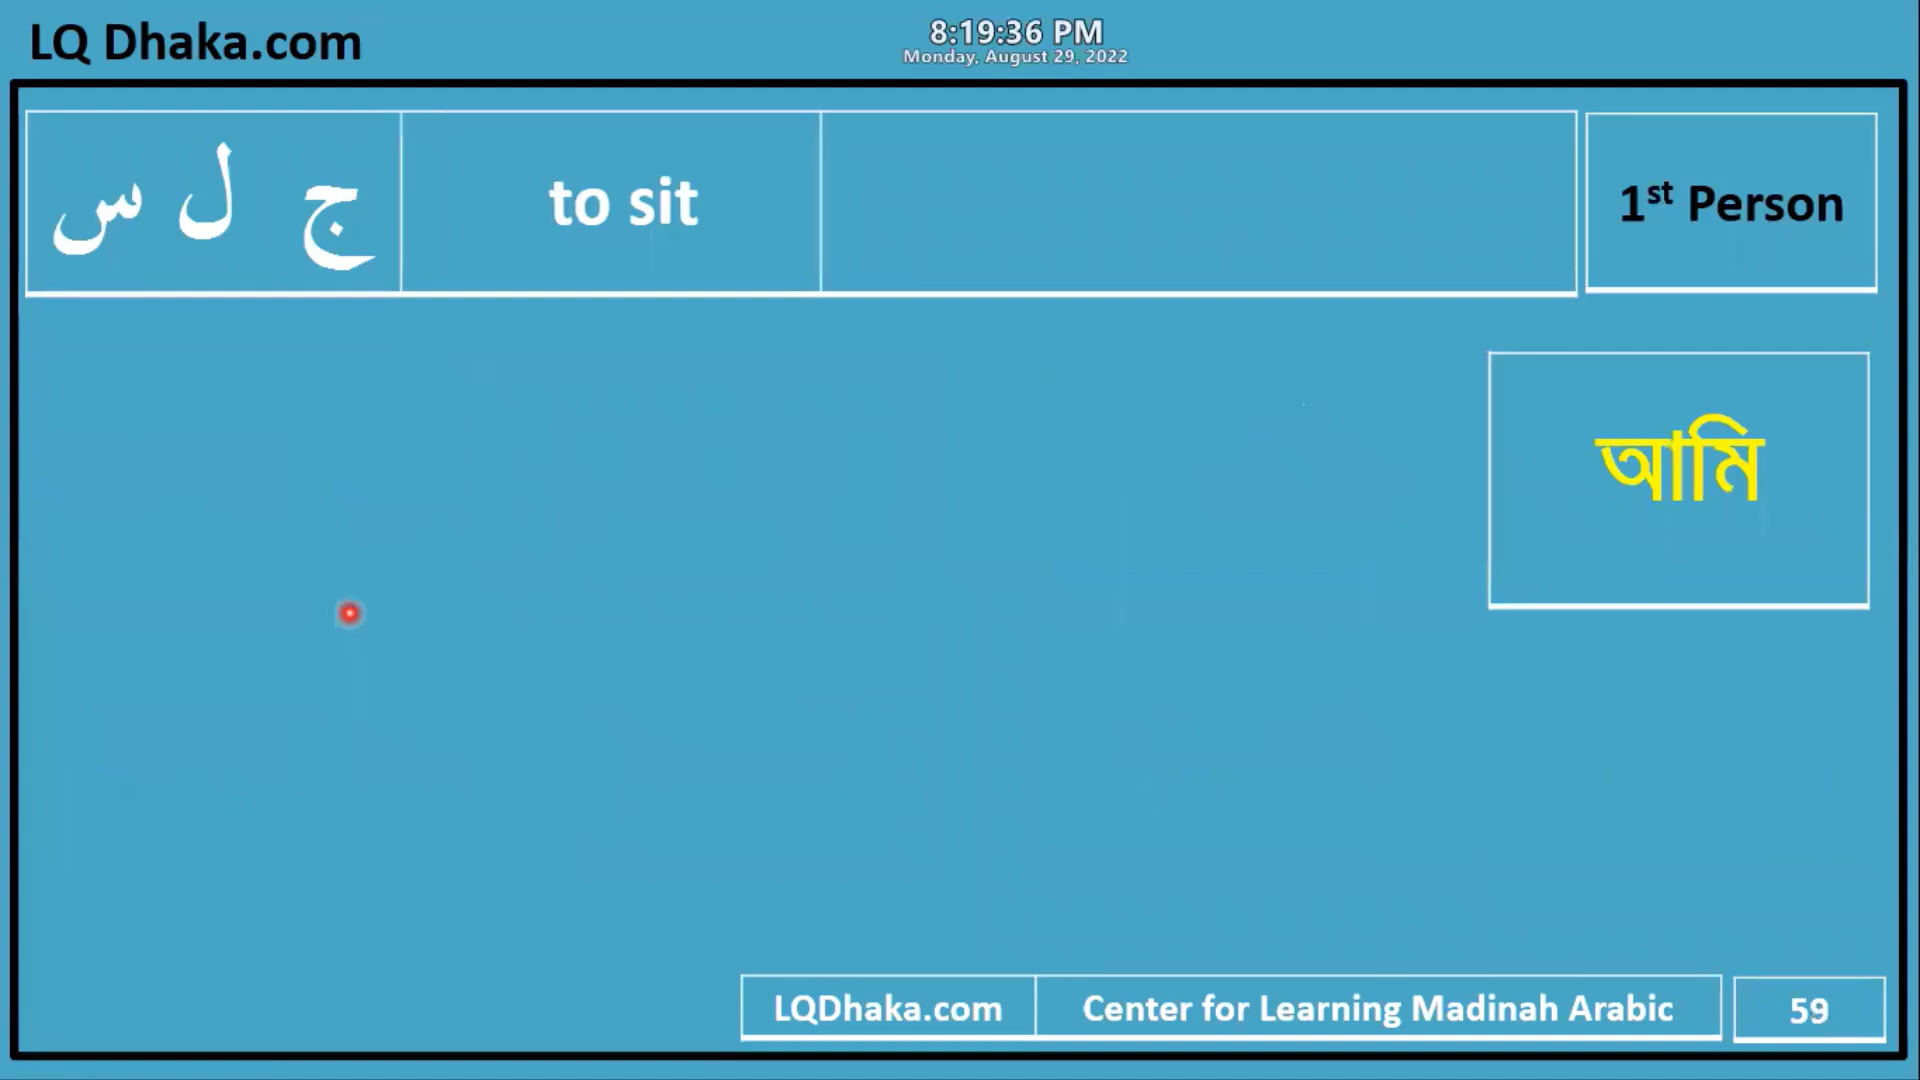 LQ Dhaka.com
8:19:36 PM
Monday, August 29, 2022
ج ل س
to sit
1st Person
আমি
LQDhaka.com
Center for Learning Madinah Arabic
59